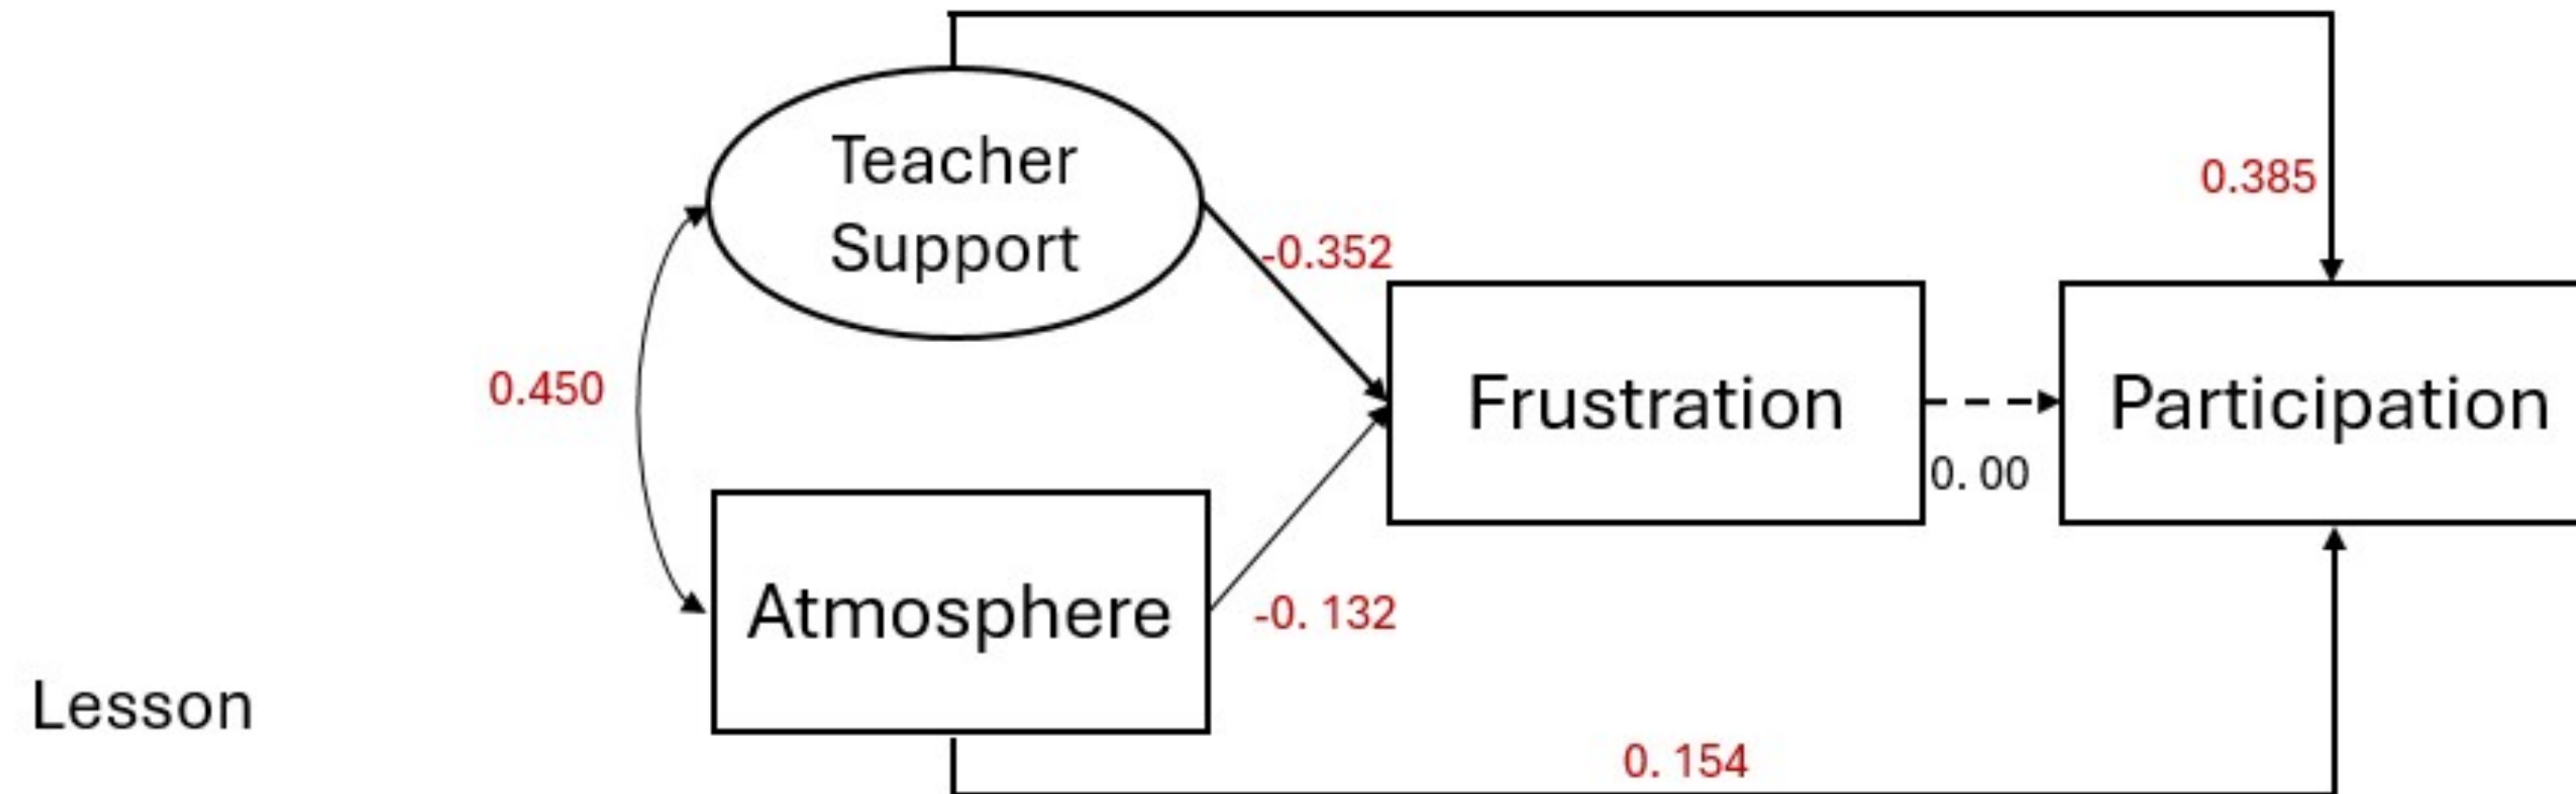 Teacher
Support
0.385
-0.352
0.450
Frustration
Participation
0. 00
Atmosphere
-0. 132
Lesson
0. 154